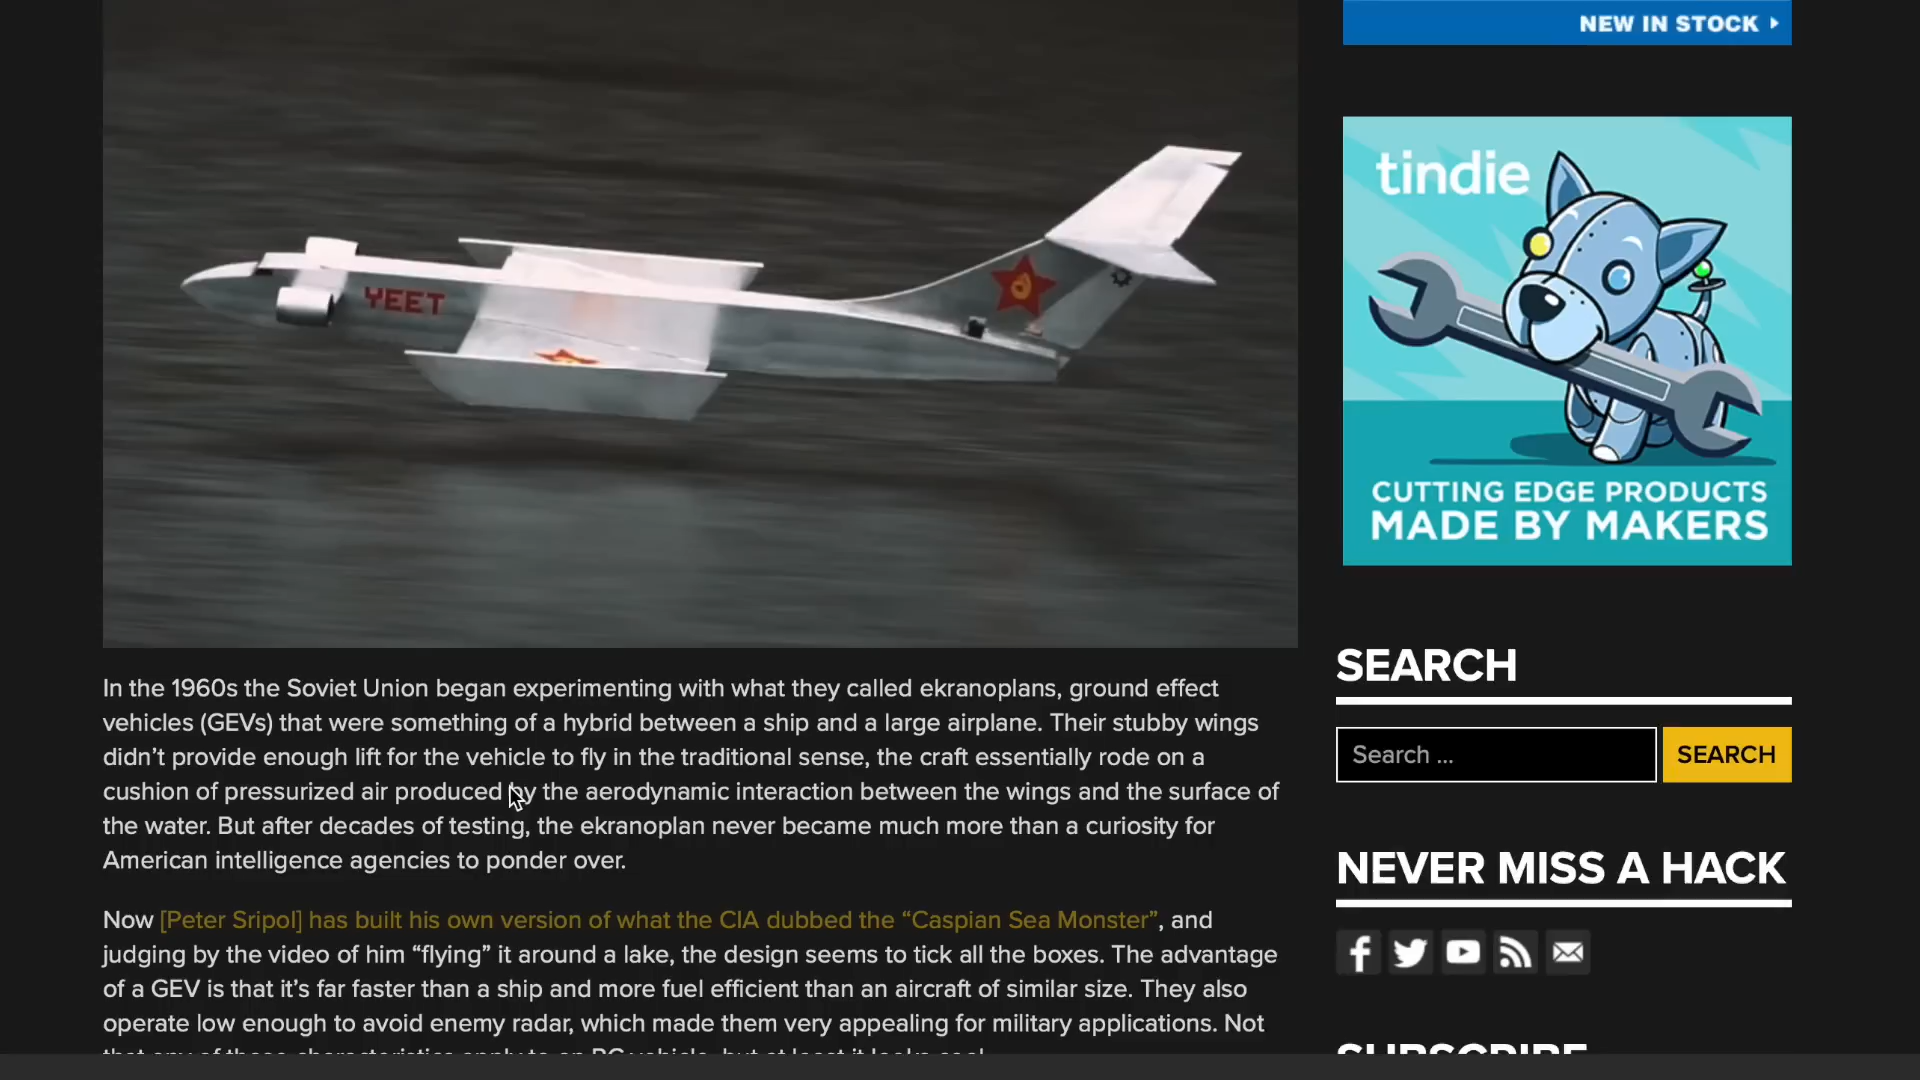 NEW IN STOCK
YEET
tindie
CUTTING EDGE PRODUCTS
MADE BY MAKERS
In the 1960s the Soviet Union began experimenting with what they called ekranoplans, ground effect
vehicles (GEVs) that were something of a hybrid between a ship and a large airplane. Their stubby wings
didn’t provide enough lift for the vehicle to fly in the traditional sense, the craft essentially rode on a
cushion of pressurized air produced by the aerodynamic interaction between the wings and the surface of
the water. But after decades of testing, the ekranoplan never became much more than a curiosity for
American intelligence agencies to ponder over.
Now [Peter Sripol] has built his own version of what the CIA dubbed the “Caspian Sea Monster”, and
judging by the video of him “flying” it around a lake, the design seems to tick all the boxes. The advantage
of a GEV is that it’s far faster than a ship and more fuel efficient than an aircraft of similar size. They also
operate low enough to avoid enemy radar, which made them very appealing for military applications. Not
that any of those characteristics apply to an RC vehicle, but at least it looks cool.
SEARCH
Search ...
SEARCH
NEVER MISS A HACK
SUBSCRIBE